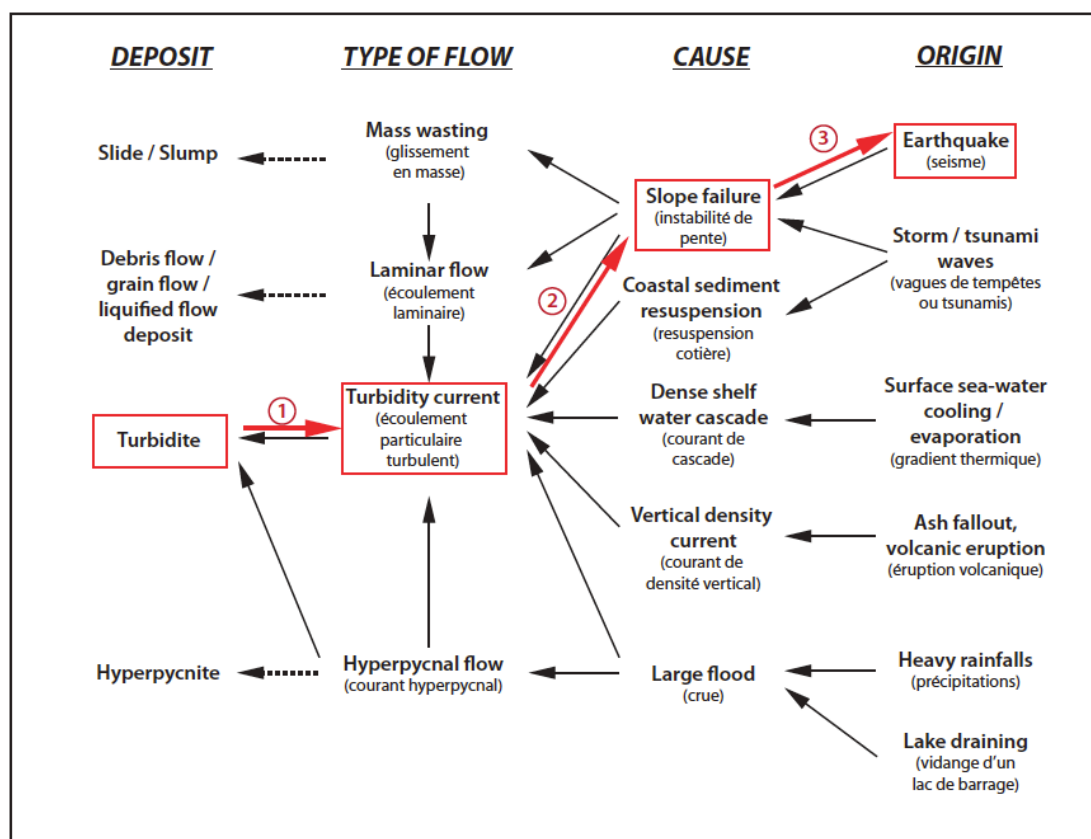 DEPOSIT
TYPE OF FLOW
CAUSE
ORIGIN
Slide / Slump
Debris flow /
grain flow /
liquified flow
deposit
Turbidite
Hyperpycnite
Mass wasting
(glissement
en masse)
Laminar flow
(écoulement
laminaire)
1
Turbidity current
(écoulement
particulaire
turbulent)
Hyperpycnal flow
(courant hyperpycnal)
2
3
Slope failure
(instabilité de
pente)
Coastal sediment
resuspension
(resuspension
cotière)
Dense shelf
water cascade
(courant de
cascade)
Vertical density
current
(courant de
densité vertical)
Large flood
(crue)
Earthquake
(seisme)
Storm / tsunami
waves
(vagues de tempêtes
ou tsunamis)
Surface sea-water
cooling /
evaporation
(gradient thermique)
Ash fallout,
volcanic eruption
(éruption volcanique)
Heavy rainfalls
(précipitations)
Lake draining
(vidange d'un
lac de barrage)